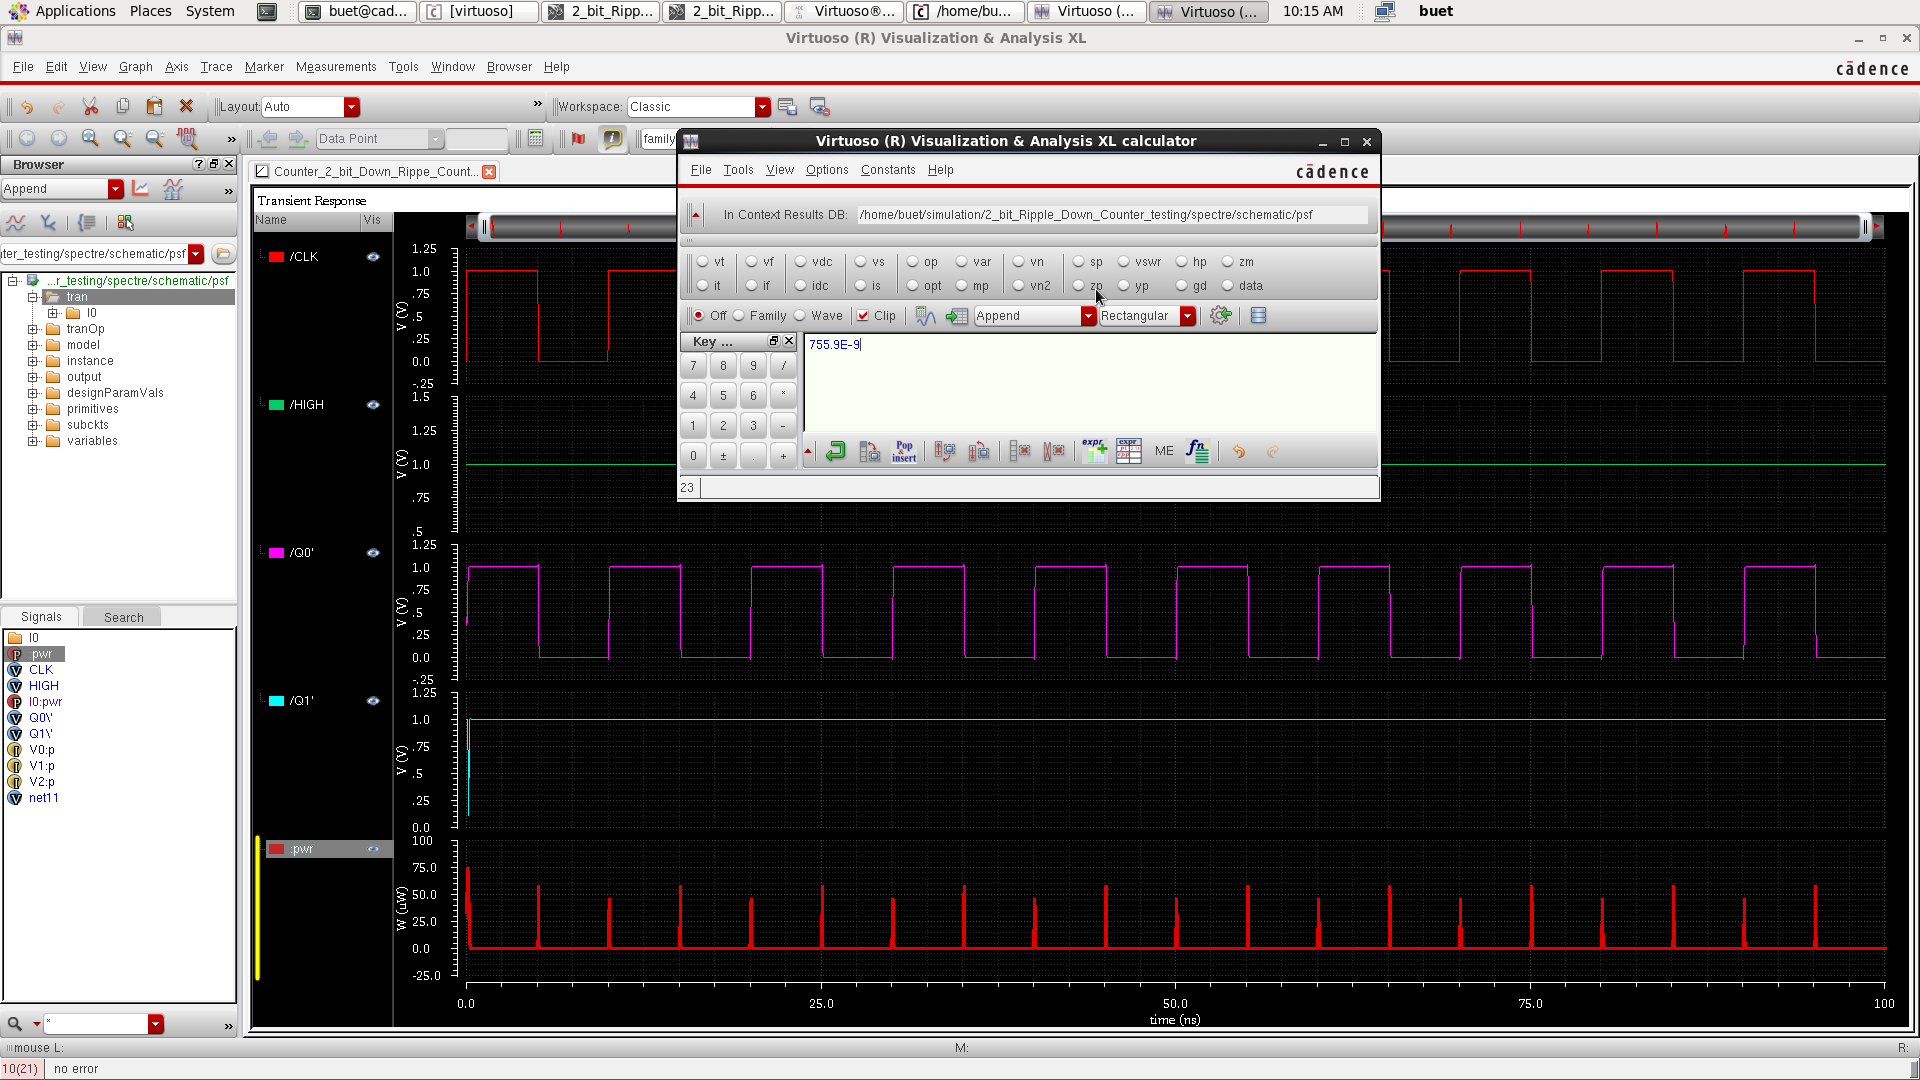 Applications Places System buet@cad... [virtuoso] 2_bit_Ripp... 2_bit_Ripp... Virtuoso®... /home/bu... Virtuoso (... Virtuoso (... 10:15 AM buet
Virtuoso (R) Visualization & Analysis XL
File Edit View Graph Axis Trace Marker Measurements Tools Window Browser Help cādence
Layout: Auto » Workspace: Classic
» Data Point family
Browser
Append »
ter_testing/spectre/schematic/psf
...r_testing/spectre/schematic/psf
tran
I0
tranOp
model
instance
output
designParamVals
primitives
subckts
variables
Signals Search
I0
:pwr
CLK
HIGH
I0:pwr
Q0\'
Q1\'
V0:p
V1:p
V2:p
net11
* »
Counter_2_bit_Down_Rippe_Count...
Transient Response
Name Vis
/CLK
/HIGH
/Q0'
/Q1'
:pwr
V (V) 1.25 1.0 .75 .5 .25 0.0 -.25
V (V) 1.5 1.25 1.0 .75 .5
V (V) 1.25 1.0 .75 .5 .25 0.0 -.25
V (V) 1.25 1.0 .75 .5 .25 0.0
W (uW) 100 75.0 50.0 25.0 0.0 -25.0
0.0 25.0 50.0 75.0 100
time (ns)
Virtuoso (R) Visualization & Analysis XL calculator
File Tools View Options Constants Help cādence
In Context Results DB: /home/buet/simulation/2_bit_Ripple_Down_Counter_testing/spectre/schematic/psf
vt vf vdc vs op var vn sp vswr hp zm
it if idc is opt mp vn2 zp yp gd data
Off Family Wave Clip Append Rectangular
Key ...
755.9E-9
7 8 9 /
4 5 6 *
1 2 3 -
0 ± . +
Pop & insert expr expr ME fn
23
mouse L: M: R:
10(21) no error